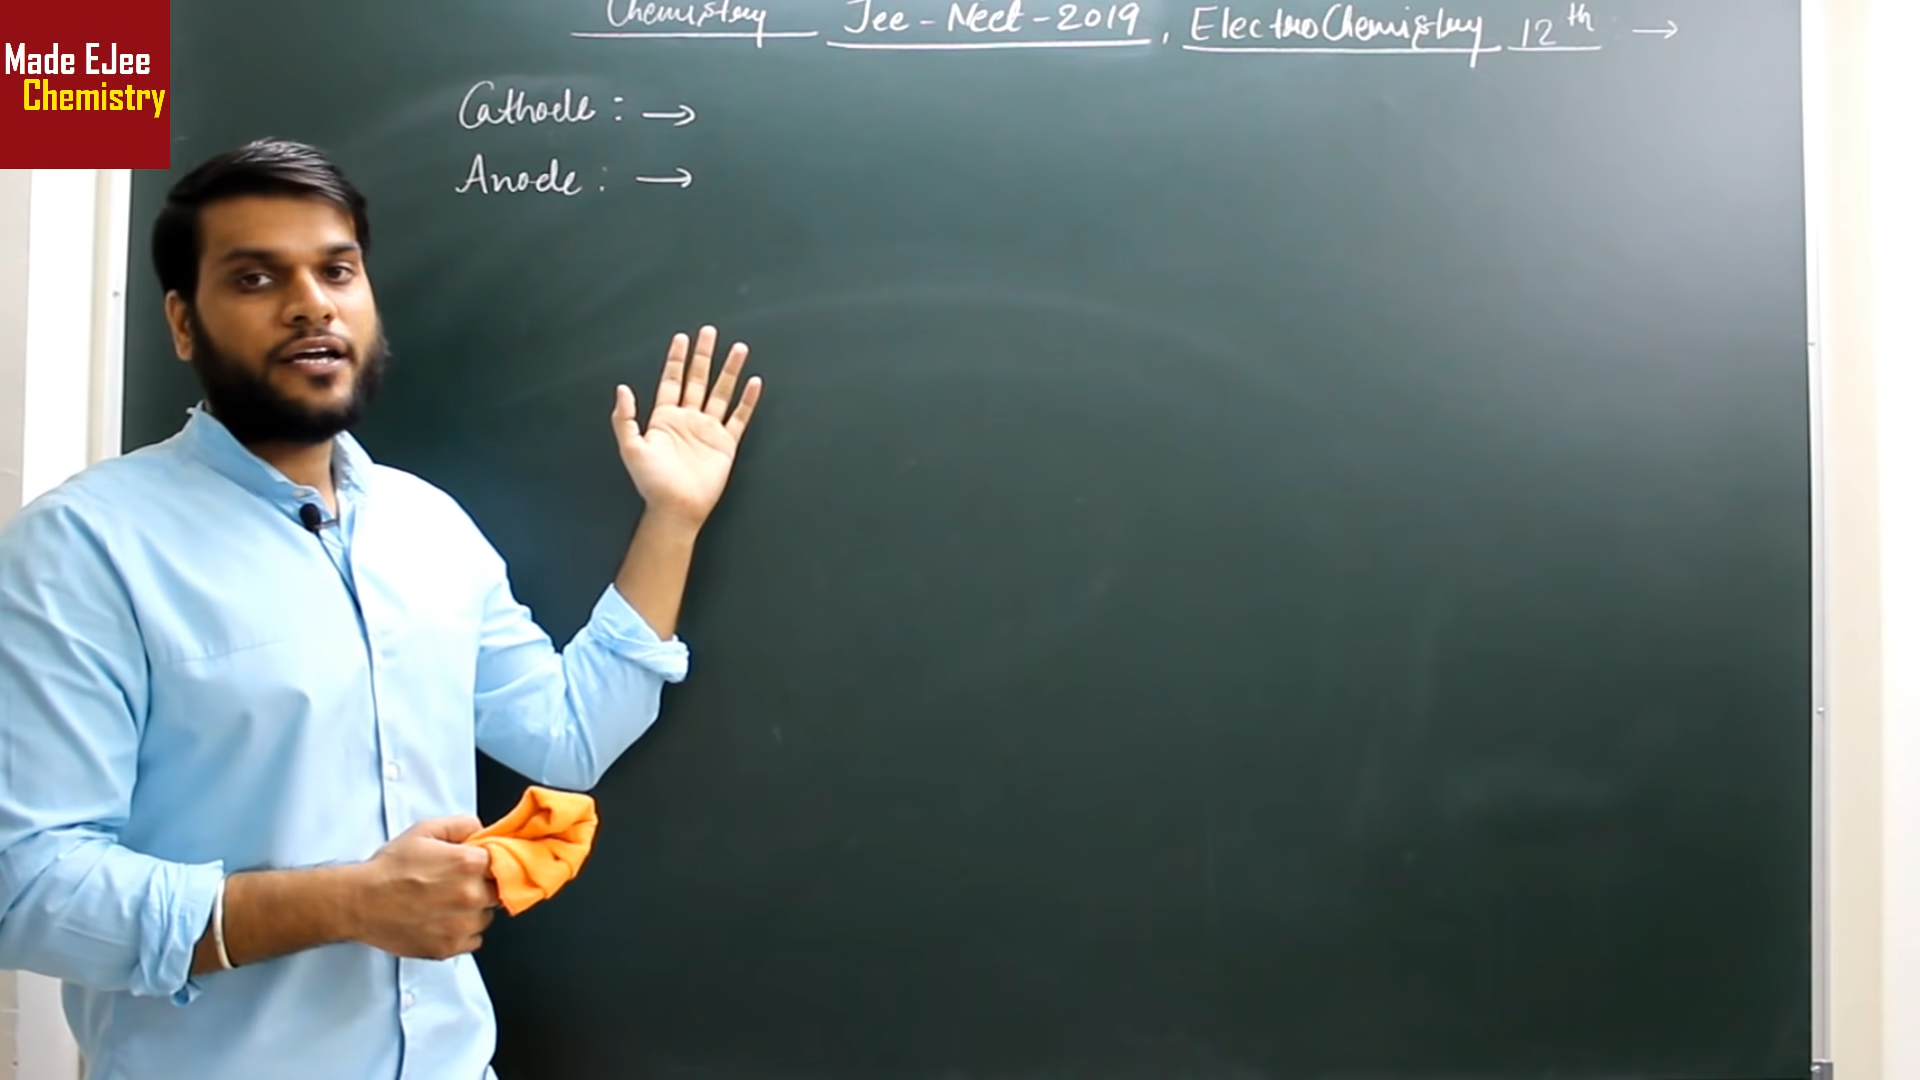 Made EJee
Chemistry
Chemistry Jee - Neet - 2019, ElectroChemistry 12th →
Cathode : →
Anode : →